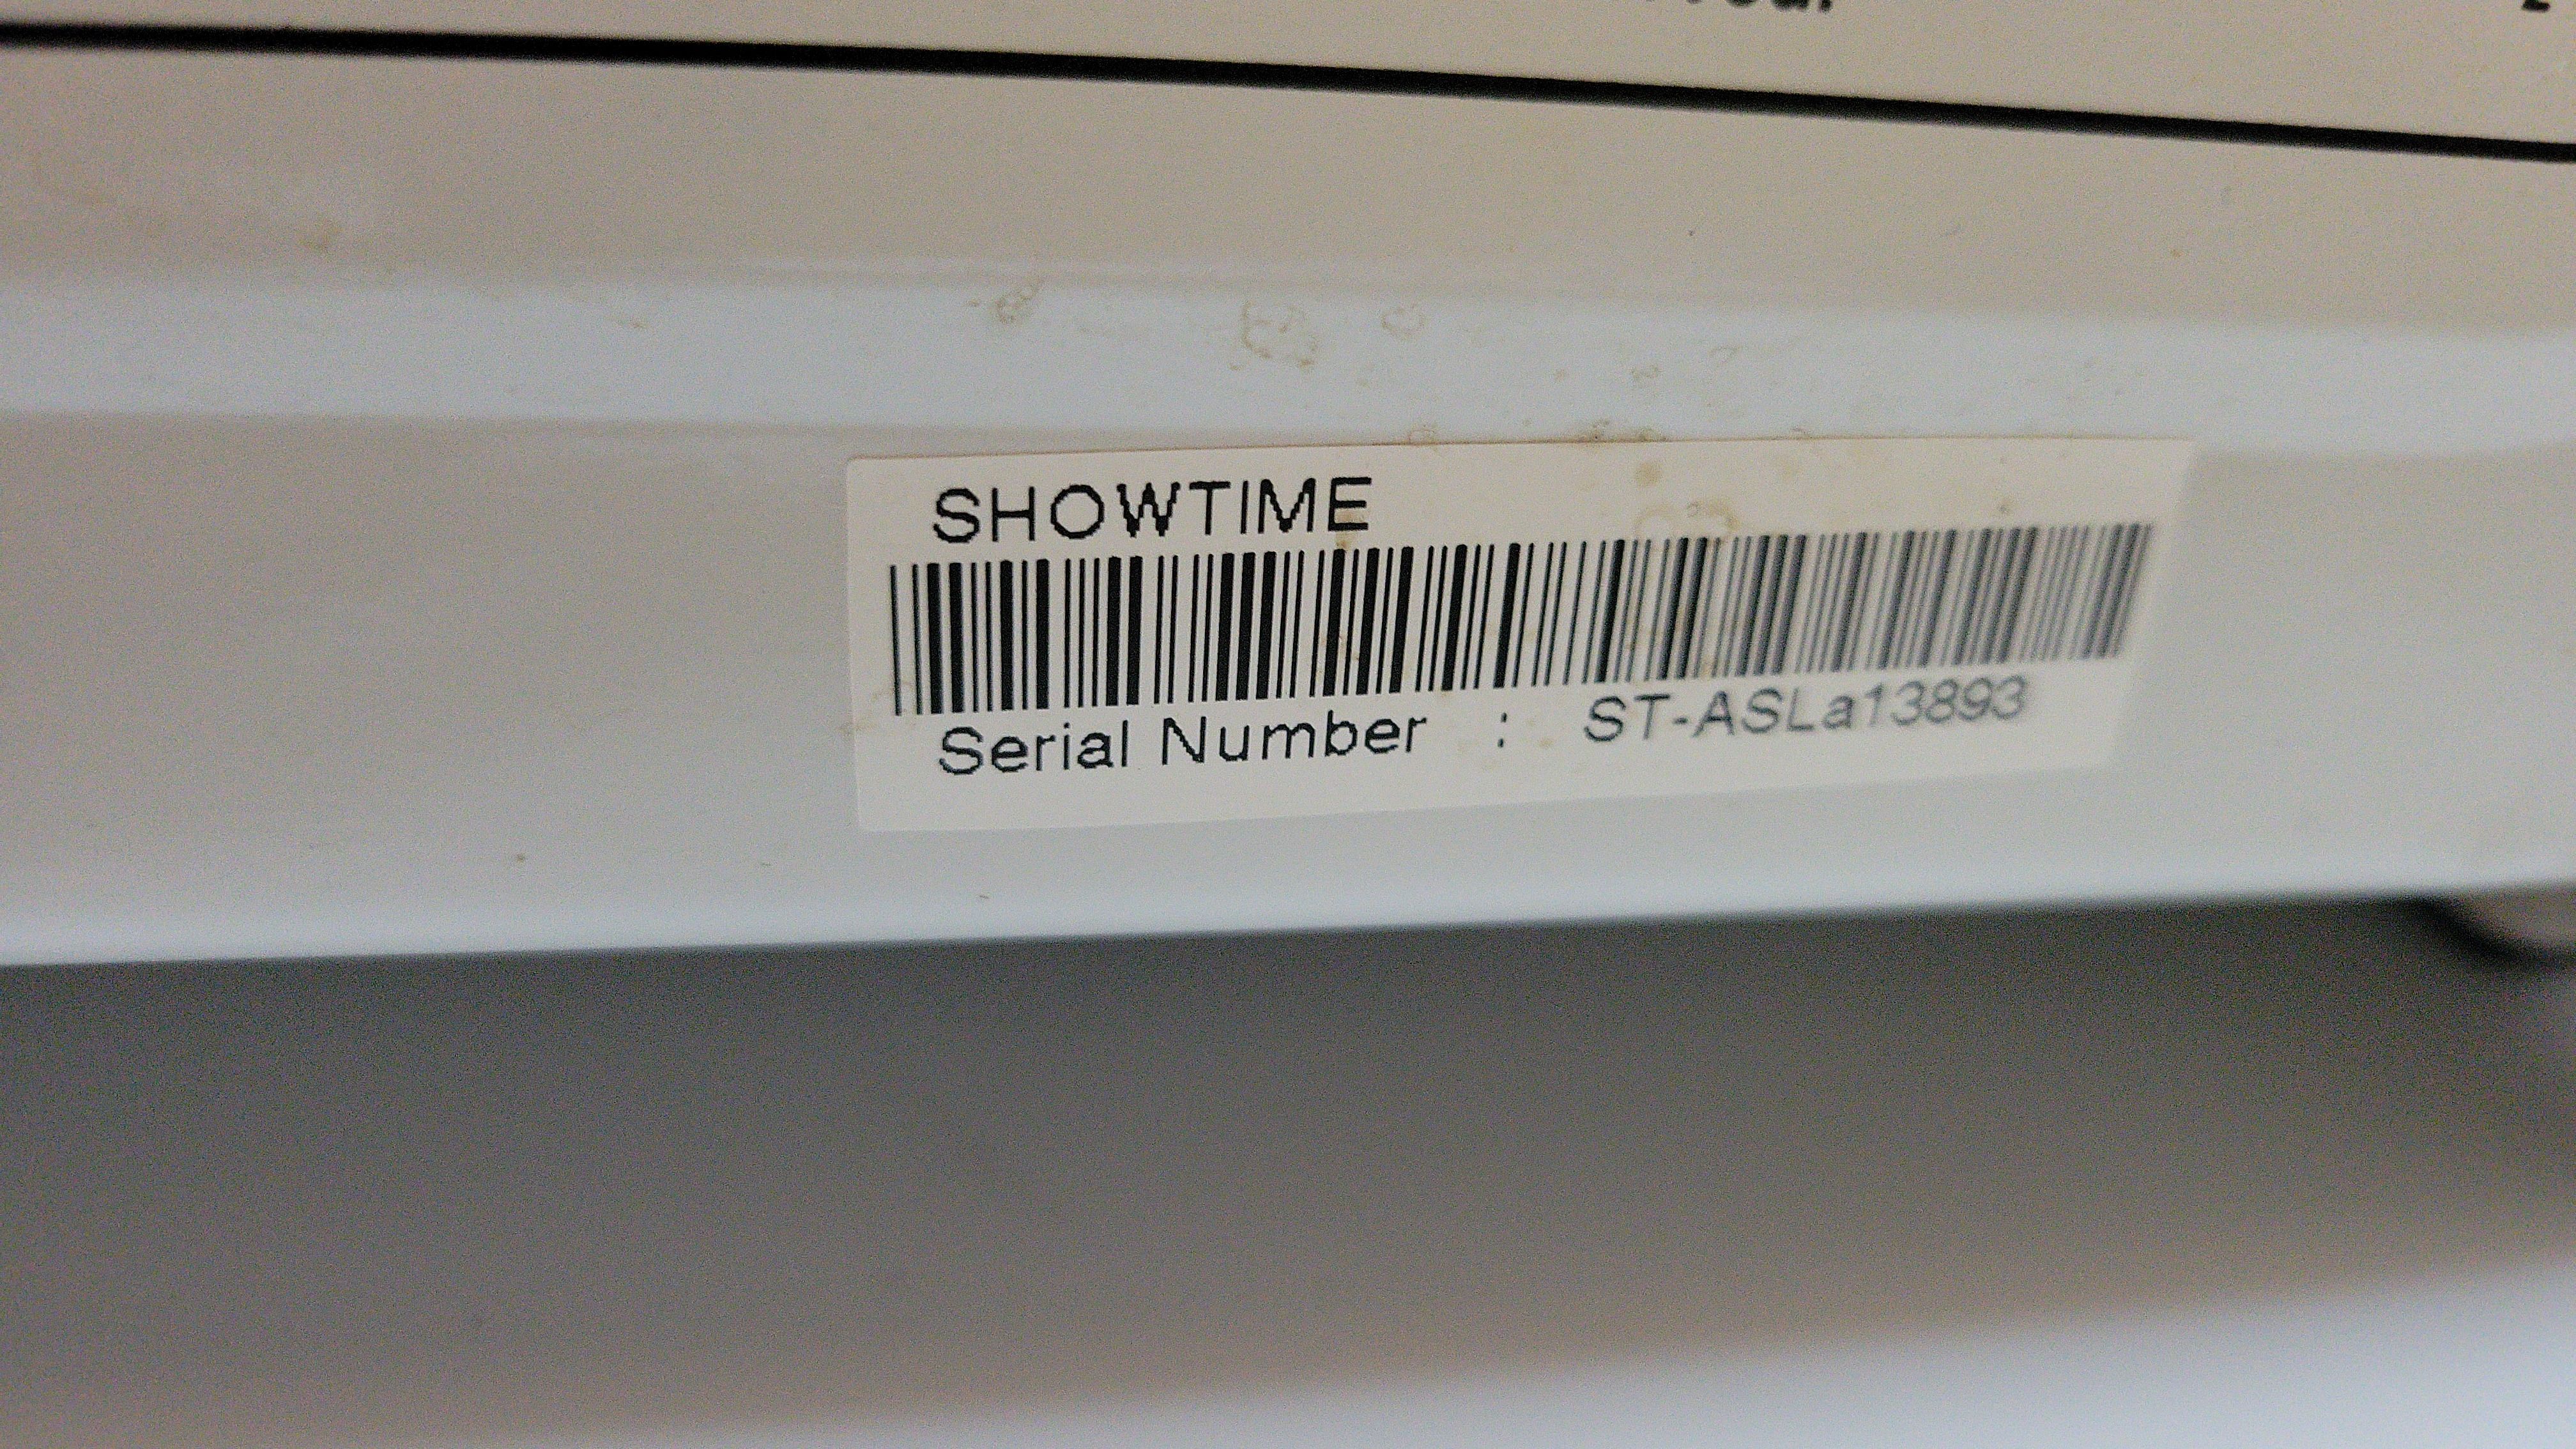 SHOWTIME
Serial Number : ST-ASLa13893